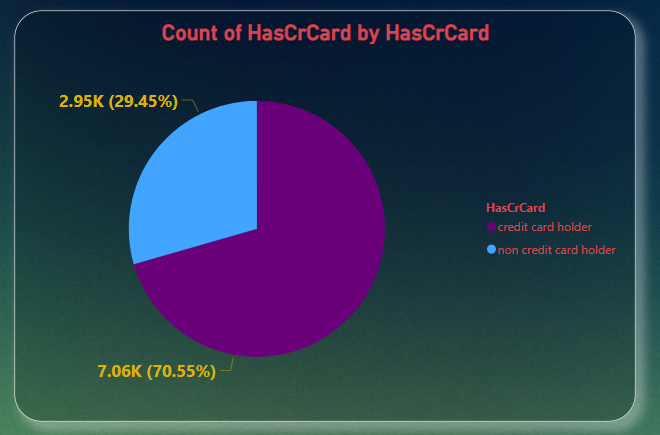 Count of HasCrCard by HasCrCard
2.95K (29.45%)
HasCrCard
credit card holder
non credit card holder
7.06K (70.55%)